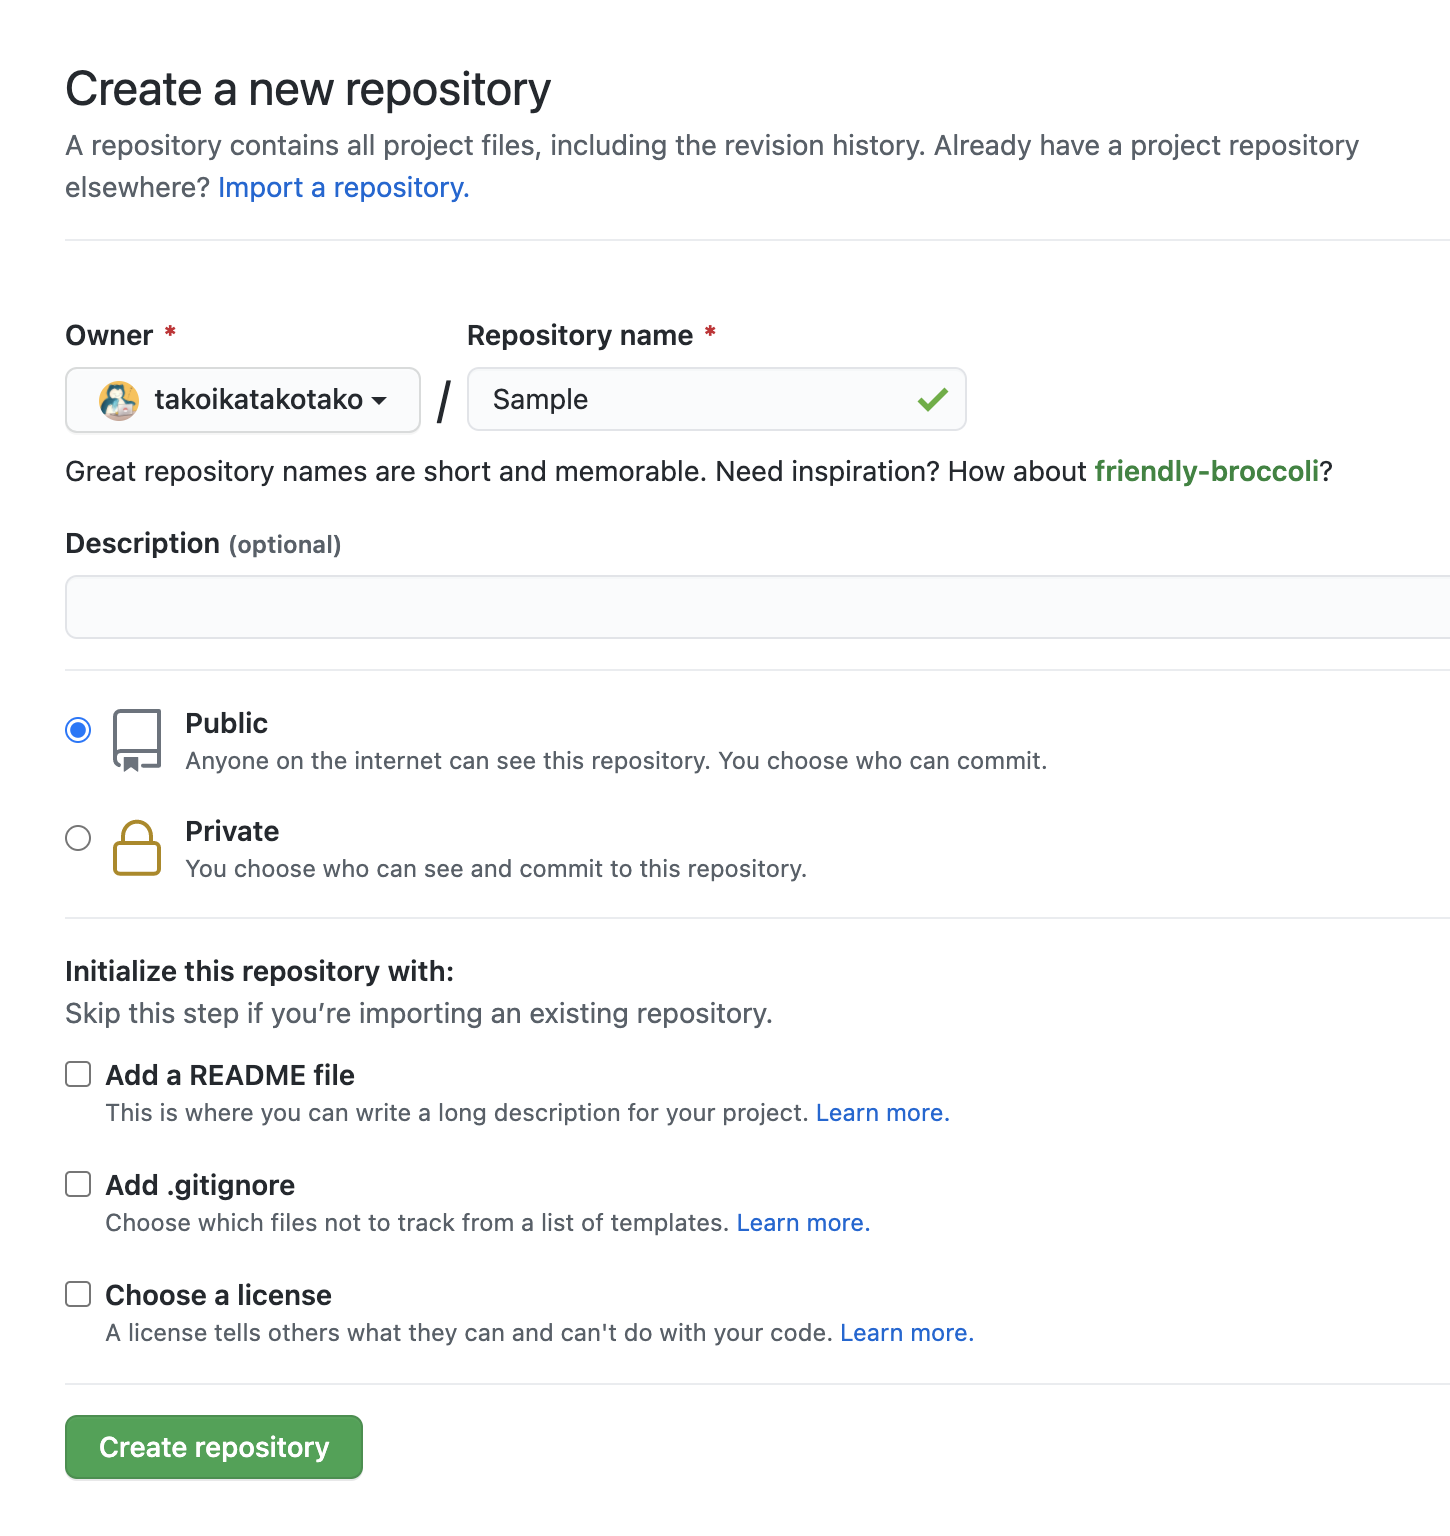 Create a new repository
A repository contains all project files, including the revision history. Already have a project repository
elsewhere? Import a repository.
Owner * Repository name *
takoikatakotako / Sample
Great repository names are short and memorable. Need inspiration? How about friendly-broccoli?
Description (optional)
Public
Anyone on the internet can see this repository. You choose who can commit.
Private
You choose who can see and commit to this repository.
Initialize this repository with:
Skip this step if you’re importing an existing repository.
Add a README file
This is where you can write a long description for your project. Learn more.
Add .gitignore
Choose which files not to track from a list of templates. Learn more.
Choose a license
A license tells others what they can and can't do with your code. Learn more.
Create repository